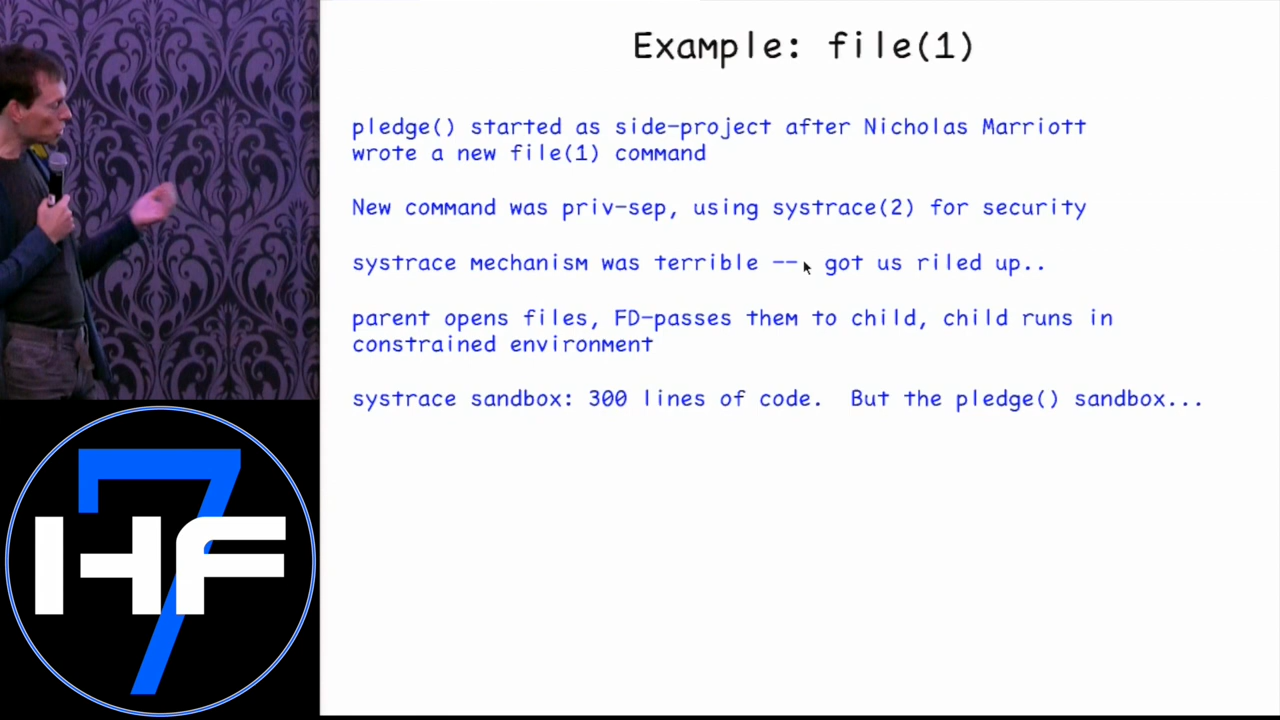 Example: file(1)
pledge() started as side-project after Nicholas Marriott
wrote a new file(1) command
New command was priv-sep, using systrace(2) for security
systrace mechanism was terrible -- got us riled up..
parent opens files, FD-passes them to child, child runs in
constrained environment
systrace sandbox: 300 lines of code.  But the pledge() sandbox...
7
HF